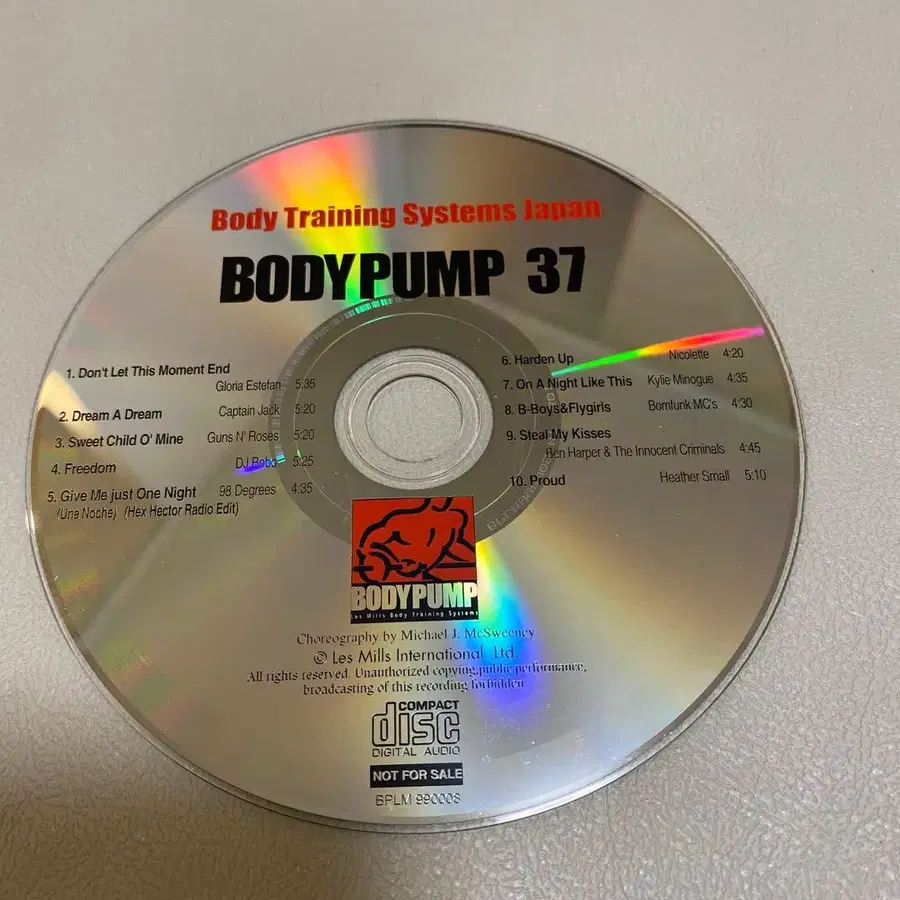 Body Training Systems Japan
BODYPUMP 37
1. Don't Let This Moment End
Gloria Estefan 5:35
2. Dream A Dream Captain Jack 5:20
3. Sweet Child O' Mine Guns N' Roses 5:20
4. Freedom DJ Bobo 5:25
5. Give Me just One Night 98 Degrees 4:35
(Una Noche) (Hex Hector Radio Edit)
6. Harden Up Nicolette 4:20
7. On A Night Like This Kylie Minogue 4:35
8. B-Boys&Flygirls Bomfunk MC's 4:30
9. Steal My Kisses
Ben Harper & The Innocent Criminals 4:45
10. Proud Heather Small 5:10
BODYPUMP
Les Mills Body Training Systems
Choreography by Michael J. McSweeney
© Les Mills International Ltd.
All rights reserved. Unauthorized copying,public performance,
broadcasting of this recording forbidden
COMPACT
disc
DIGITAL AUDIO
NOT FOR SALE
BPLM 990008